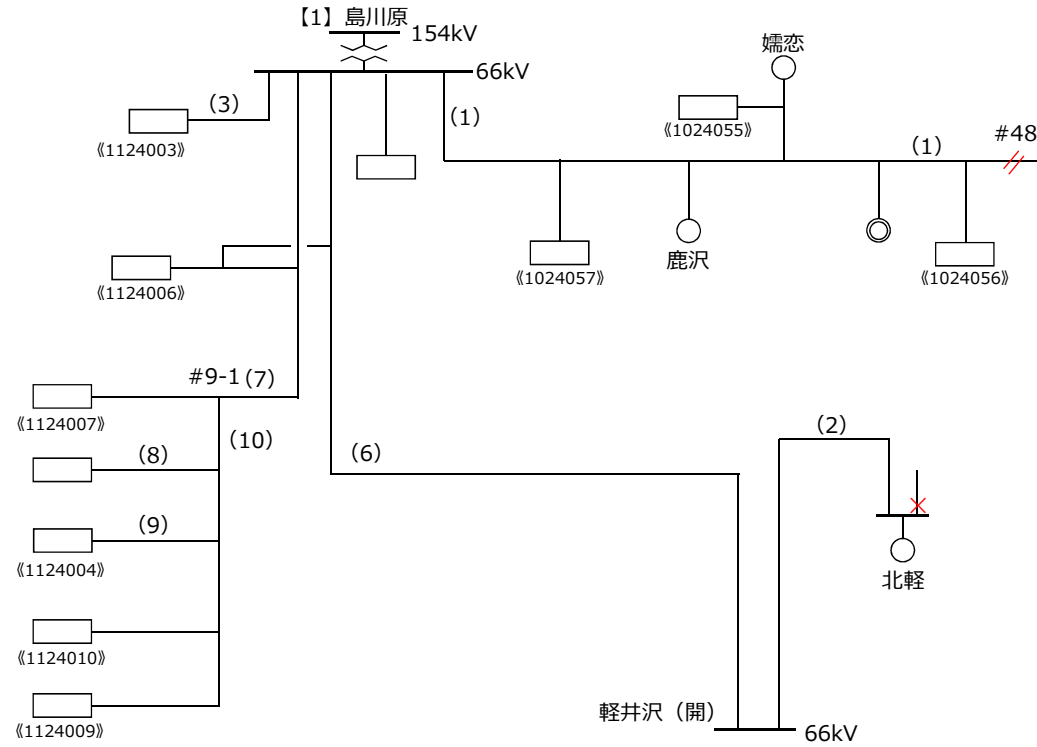 【1】島川原
154kV
66kV
嬬恋
(3)
(1)
《1024055》
#48
《1124003》
(1)
鹿沢
《1024057》
《1024056》
《1124006》
#9-1
(7)
《1124007》
(10)
(2)
(8)
(6)
(9)
《1124004》
北軽
《1124010》
軽井沢（開）
《1124009》
66kV